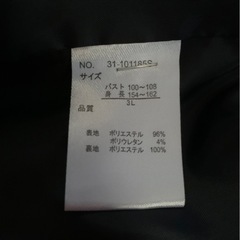 NO. 31-101185S
サイズ
バスト 100~108
身長 154~162
3L
品質
表地 ポリエステル 96%
ポリウレタン 4%
裏地 ポリエステル 100%